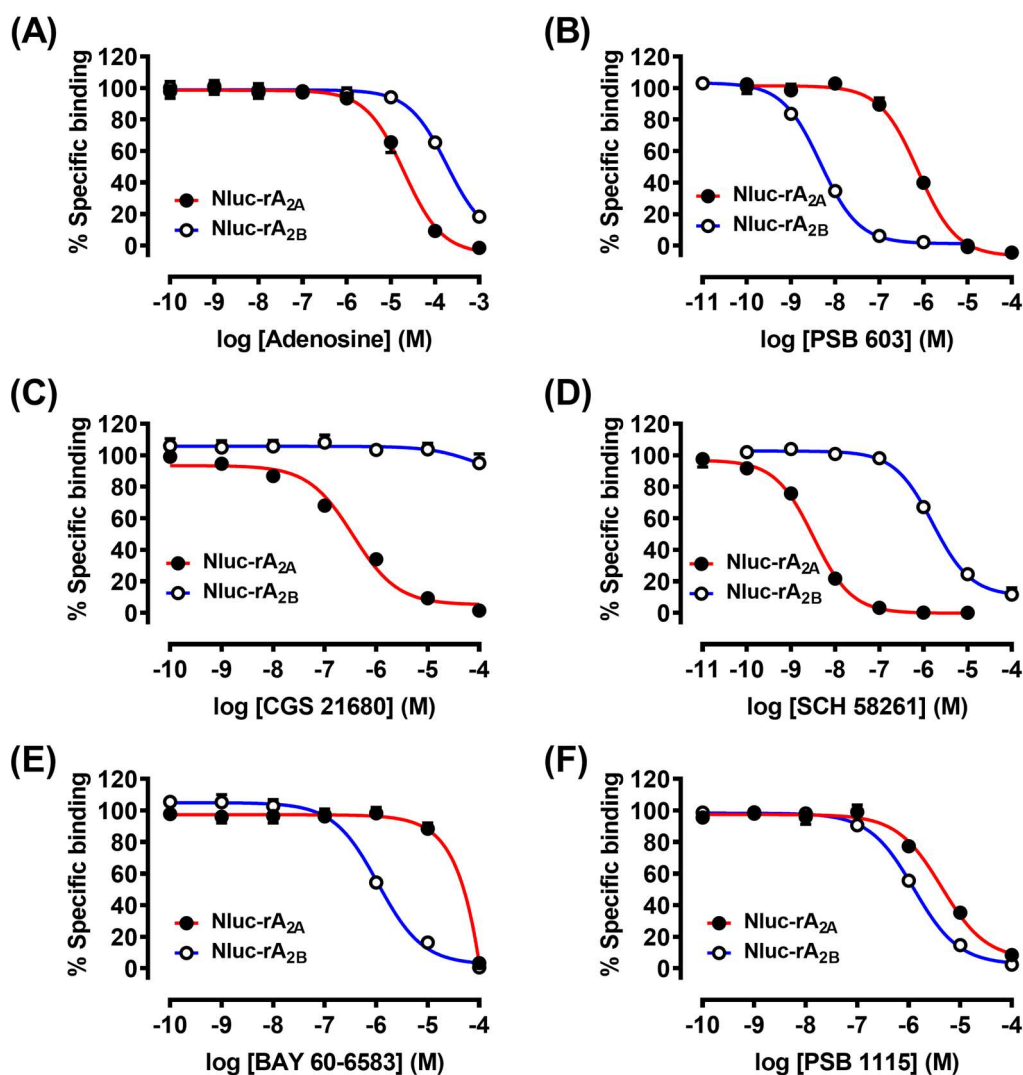 (A)
% Specific binding
120
100
80
60
40
20
0
Nluc-rA2A
Nluc-rA2B
-10 -9 -8 -7 -6 -5 -4 -3
log [Adenosine] (M)
(B)
% Specific binding
120
100
80
60
40
20
0
Nluc-rA2A
Nluc-rA2B
-11 -10 -9 -8 -7 -6 -5 -4
log [PSB 603] (M)
(C)
% Specific binding
120
100
80
60
40
20
0
Nluc-rA2A
Nluc-rA2B
-10 -9 -8 -7 -6 -5 -4
log [CGS 21680] (M)
(D)
% Specific binding
120
100
80
60
40
20
0
Nluc-rA2A
Nluc-rA2B
-11 -10 -9 -8 -7 -6 -5 -4
log [SCH 58261] (M)
(E)
% Specific binding
120
100
80
60
40
20
0
Nluc-rA2A
Nluc-rA2B
-10 -9 -8 -7 -6 -5 -4
log [BAY 60-6583] (M)
(F)
% Specific binding
120
100
80
60
40
20
0
Nluc-rA2A
Nluc-rA2B
-10 -9 -8 -7 -6 -5 -4
log [PSB 1115] (M)